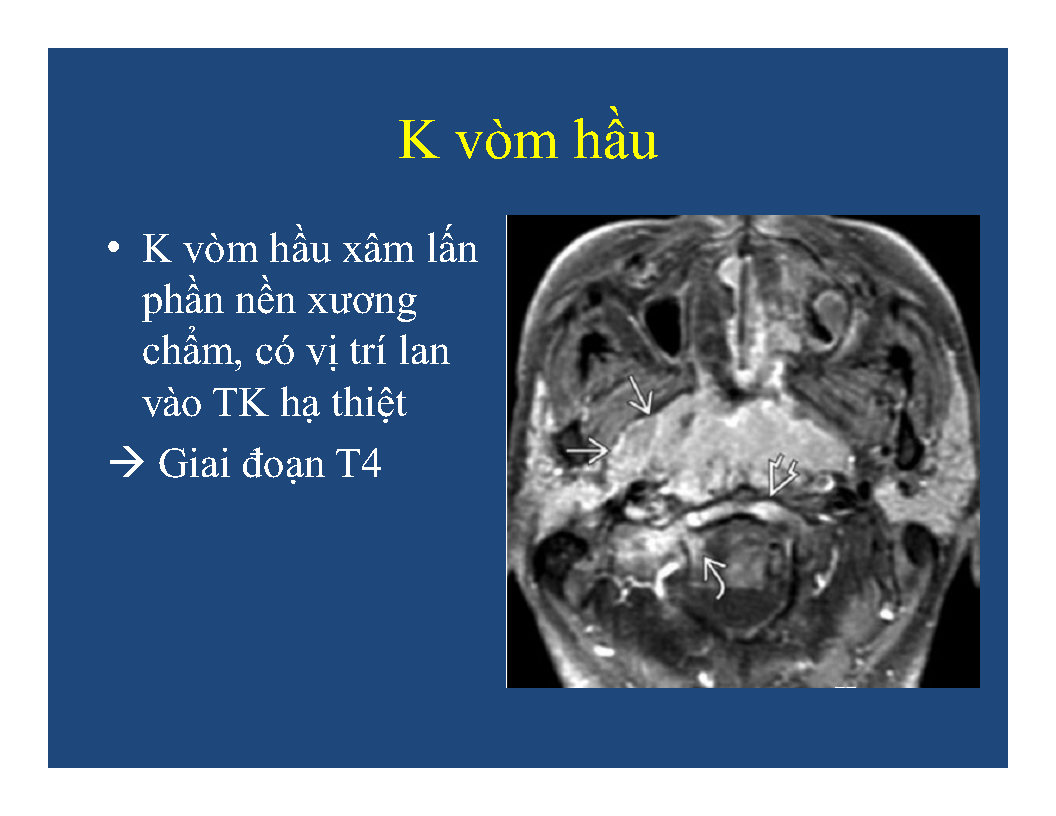 K vòm hầu
• K vòm hầu xâm lấn
phần nền xương
chẩm, có vị trí lan
vào TK hạ thiệt
→ Giai đoạn T4